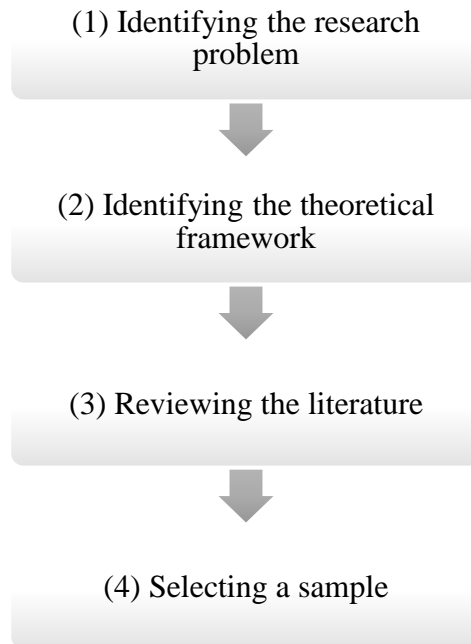 (1) Identifying the research
problem
(2) Identifying the theoretical
framework
(3) Reviewing the literature
(4) Selecting a sample